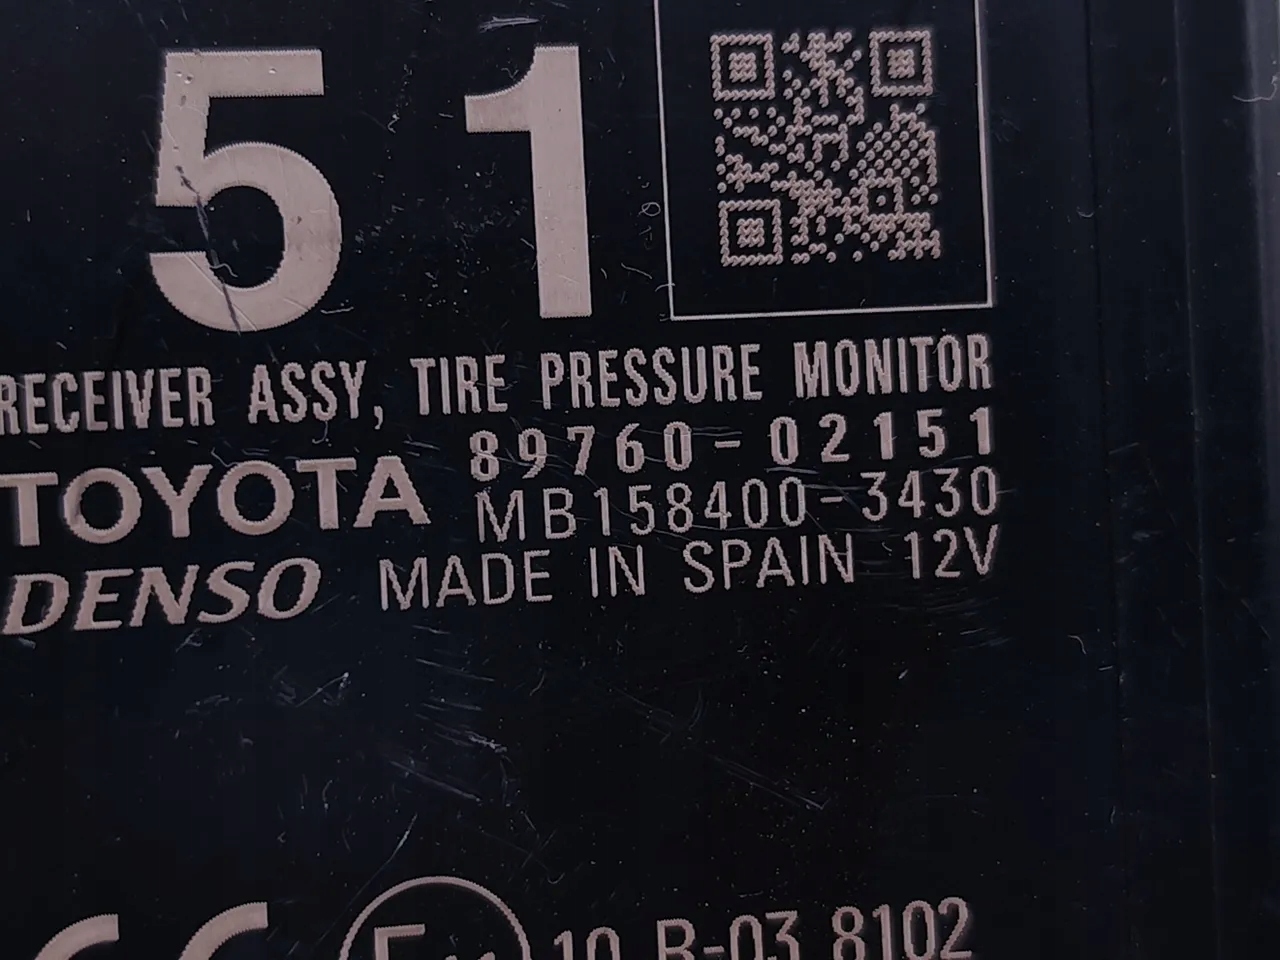 51
RECEIVER ASSY, TIRE PRESSURE MONITOR
TOYOTA 89760-02151
MB158400-3430
DENSO MADE IN SPAIN 12V
CE 10 R-03 8102